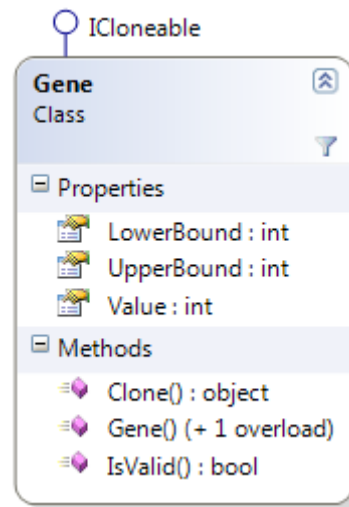 ICloneable
Gene
Class
Properties
LowerBound : int
UpperBound : int
Value : int
Methods
Clone() : object
Gene() (+ 1 overload)
IsValid() : bool